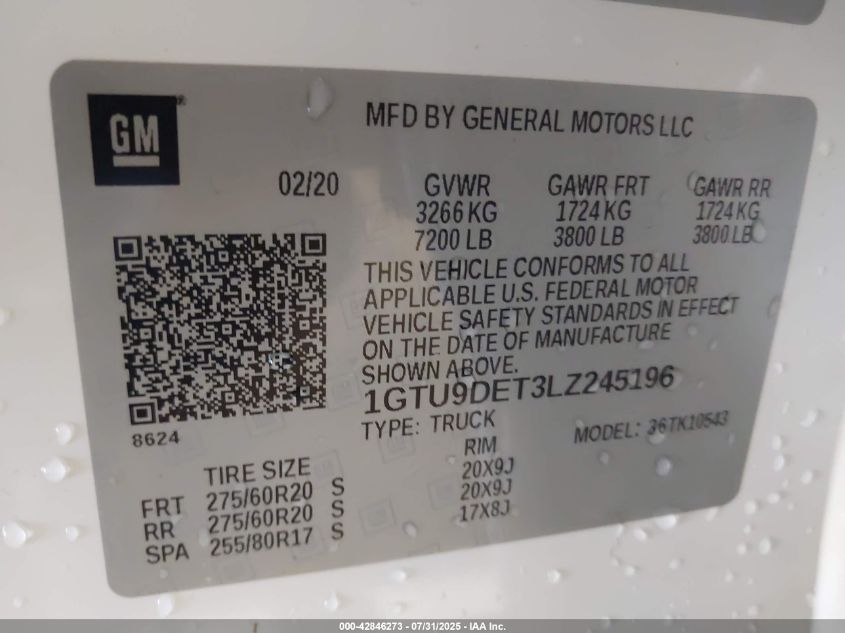 GM
MFD BY GENERAL MOTORS LLC
02/20
GVWR GAWR FRT GAWR RR
3266 KG 1724 KG 1724 KG
7200 LB 3800 LB 3800 LB
THIS VEHICLE CONFORMS TO ALL
APPLICABLE U.S. FEDERAL MOTOR
VEHICLE SAFETY STANDARDS IN EFFECT
ON THE DATE OF MANUFACTURE
SHOWN ABOVE.
1GTU9DET3LZ245196
TYPE: TRUCK MODEL: 36TK10543
8624
TIRE SIZE RIM
FRT 275/60R20 S 20X9J
RR 275/60R20 S 20X9J
SPA 255/80R17 S 17X8J
000-42846273 - 07/31/2025 - IAA Inc.